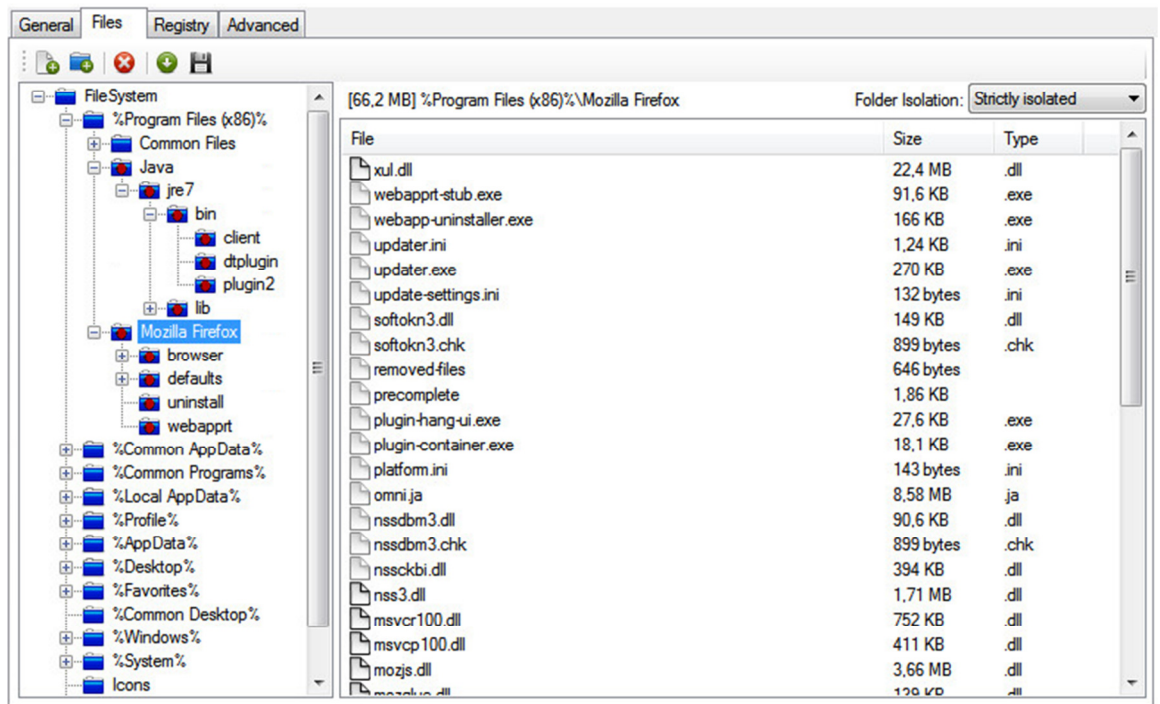 General Files Registry Advanced
FileSystem
%Program Files (x86)%
Common Files
Java
jre7
bin
client
dtplugin
plugin2
lib
Mozilla Firefox
browser
defaults
uninstall
webapprt
%Common AppData%
%Common Programs%
%Local AppData%
%Profile%
%AppData%
%Desktop%
%Favorites%
%Common Desktop%
%Windows%
%System%
Icons
[66,2 MB] %Program Files (x86)%\Mozilla Firefox Folder Isolation: Strictly isolated
File Size Type
xul.dll 22,4 MB .dll
webapprt-stub.exe 91,6 KB .exe
webapp-uninstaller.exe 166 KB .exe
updater.ini 1,24 KB .ini
updater.exe 270 KB .exe
update-settings.ini 132 bytes .ini
softokn3.dll 149 KB .dll
softokn3.chk 899 bytes .chk
removed-files 646 bytes
precomplete 1,86 KB
plugin-hang-ui.exe 27,6 KB .exe
plugin-container.exe 18,1 KB .exe
platform.ini 143 bytes .ini
omni.ja 8,58 MB .ja
nssdbm3.dll 90,6 KB .dll
nssdbm3.chk 899 bytes .chk
nssckbi.dll 394 KB .dll
nss3.dll 1,71 MB .dll
msvcr100.dll 752 KB .dll
msvcp100.dll 411 KB .dll
mozjs.dll 3,66 MB .dll
mozglue.dll 129 KB .dll